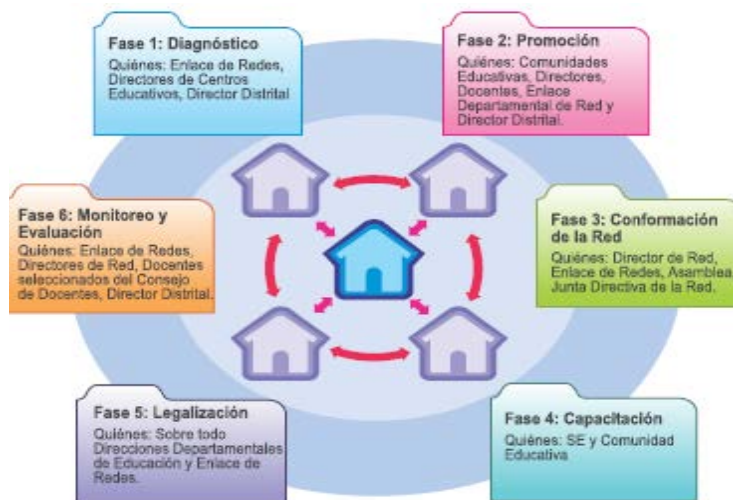 Fase 1: Diagnóstico
Quiénes: Enlace de Redes,
Directores de Centros
Educativos, Director Distrital
Fase 2: Promoción
Quiénes: Comunidades
Educativas, Directores,
Docentes, Enlace
Departamental de Red y
Director Distrital.
Fase 3: Conformación
de la Red
Quiénes: Director de Red,
Enlace de Redes, Asamblea
Junta Directiva de la Red.
Fase 4: Capacitación
Quiénes: SE y Comunidad
Educativa
Fase 5: Legalización
Quiénes: Sobre todo
Direcciones Departamentales
de Educación y Enlace de
Redes.
Fase 6: Monitoreo y
Evaluación
Quiénes: Enlace de Redes,
Directores de Red, Docentes
seleccionados del Consejo
de Docentes, Director Distrital.